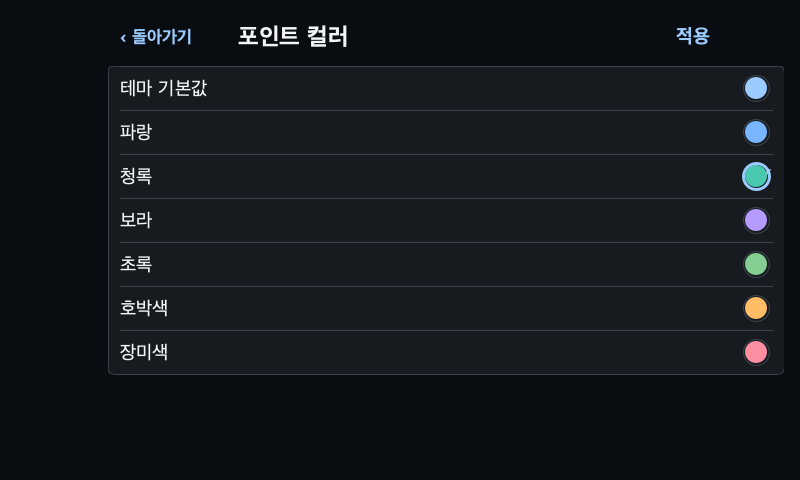 ‹ 돌아가기
포인트 컬러
적용
테마 기본값
파랑
청록
보라
초록
호박색
장미색